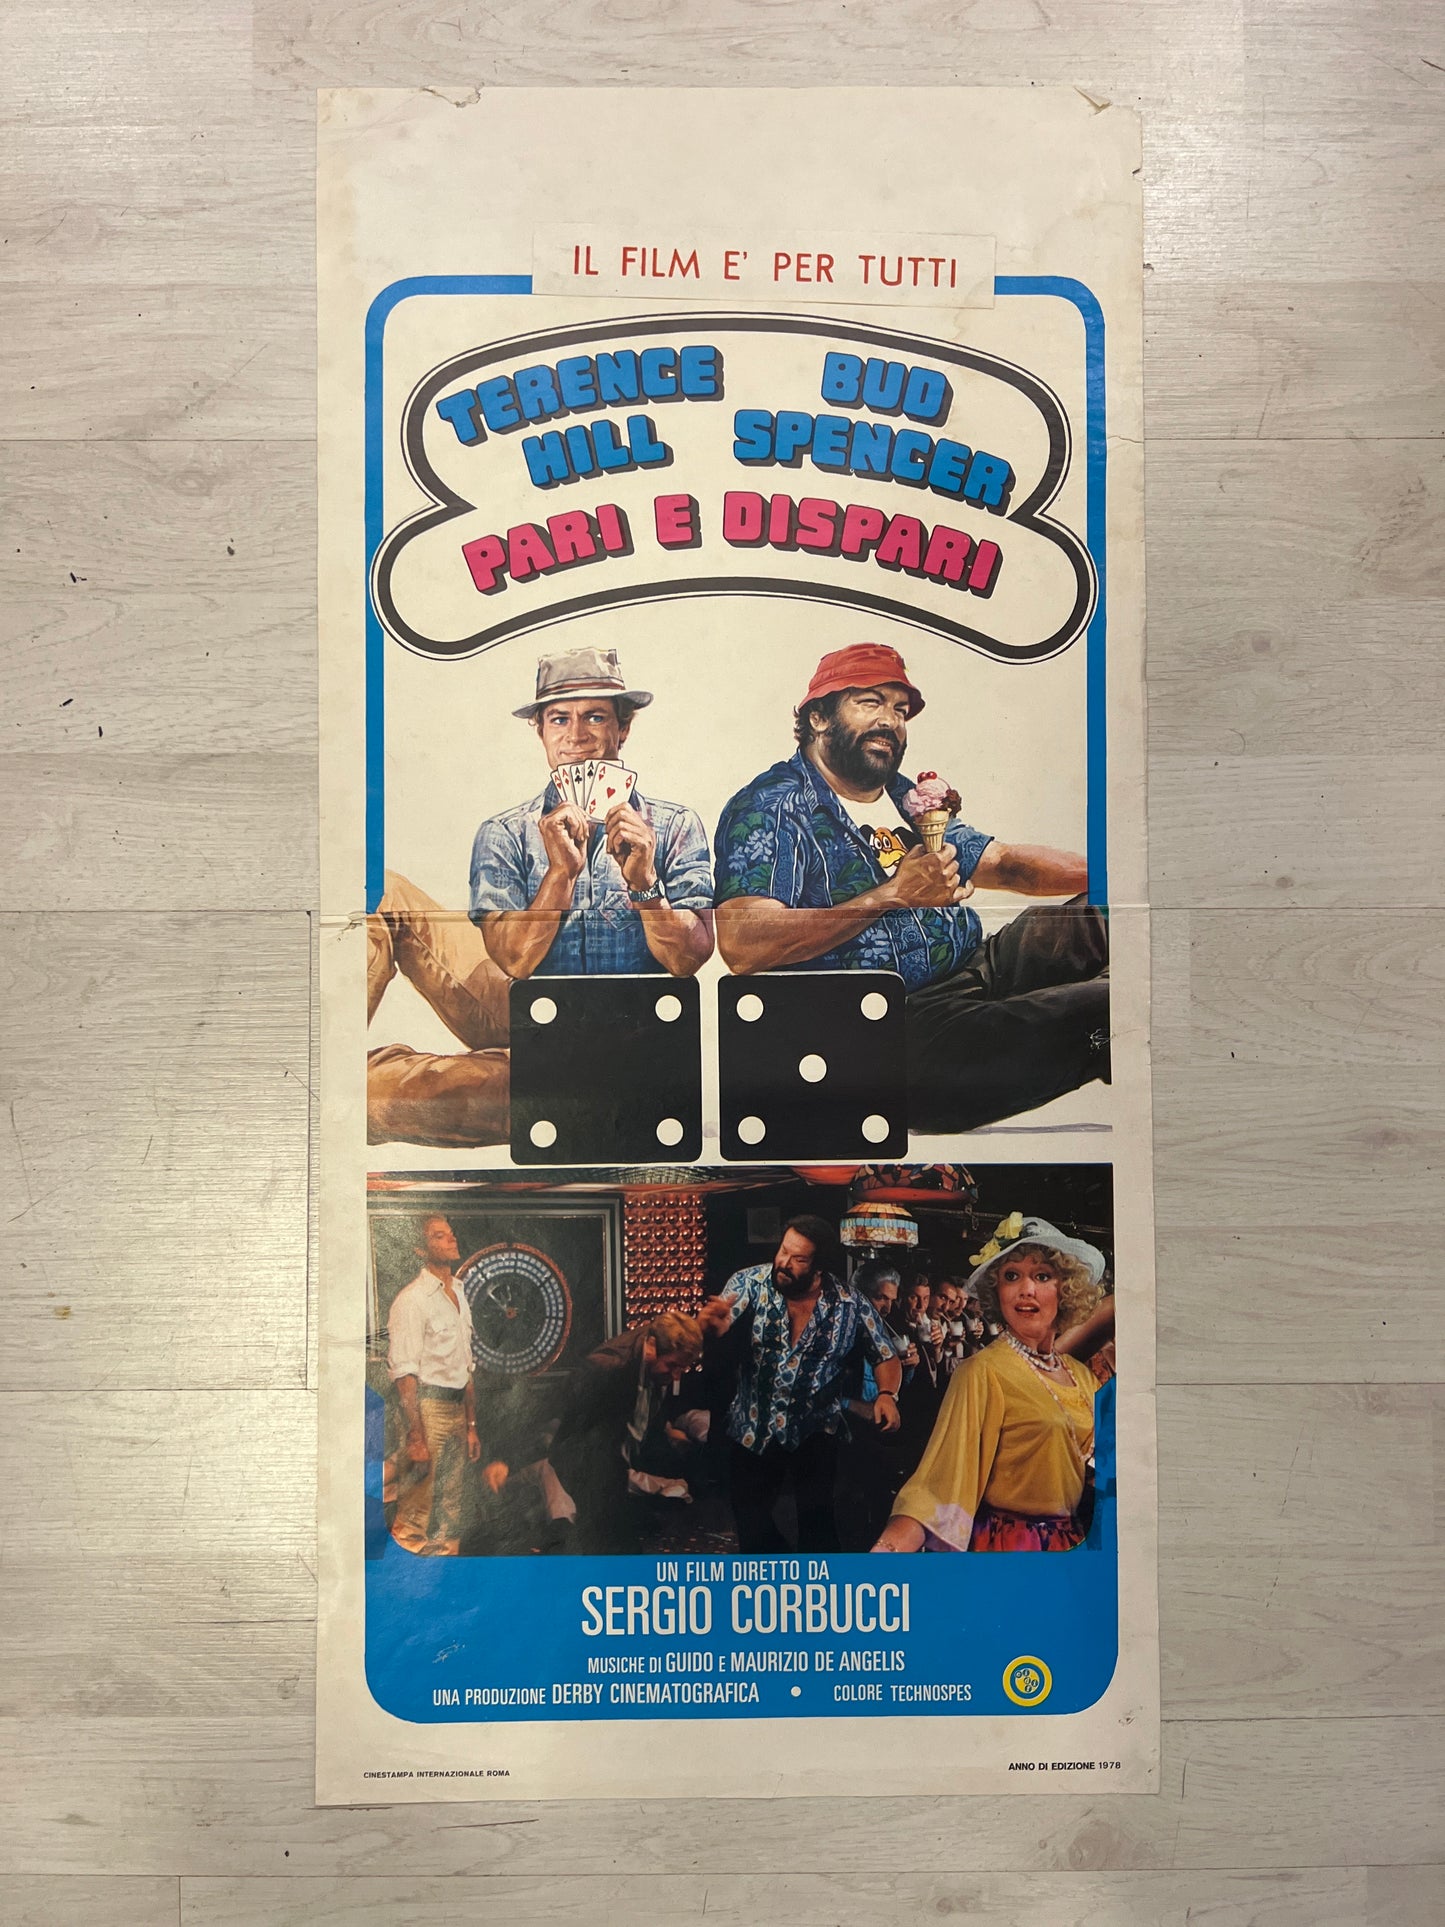 IL FILM E' PER TUTTI
TERENCE HILL
BUD SPENCER
PARI E DISPARI
UN FILM DIRETTO DA
SERGIO CORBUCCI
MUSICHE DI GUIDO E MAURIZIO DE ANGELIS
UNA PRODUZIONE DERBY CINEMATOGRAFICA • COLORE TECHNOSPES
CINESTAMPA INTERNAZIONALE ROMA
ANNO DI EDIZIONE 1978